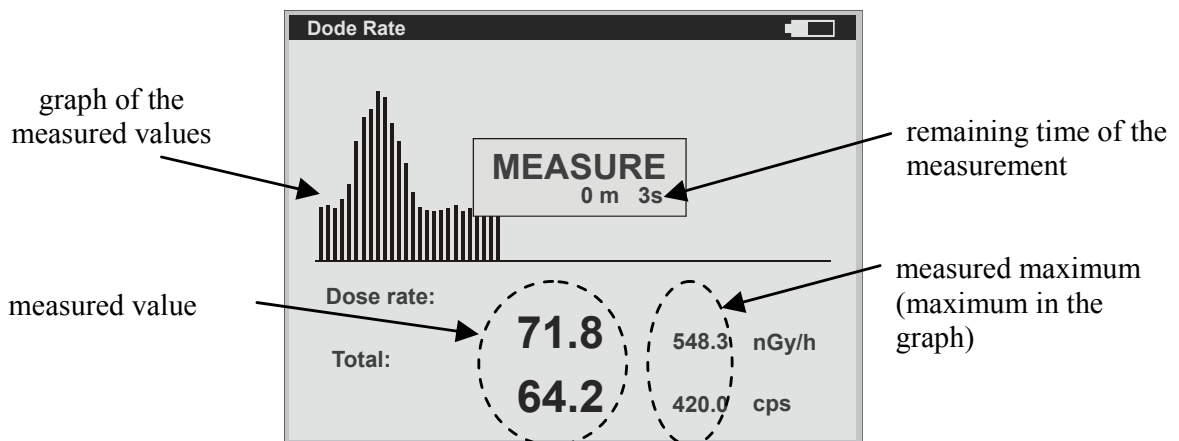 Dode Rate
graph of the
measured values
MEASURE
0 m 3s
remaining time of the
measurement
measured value
Dose rate:
71.8
548.3 nGy/h
Total:
64.2
420.0 cps
measured maximum
(maximum in the
graph)